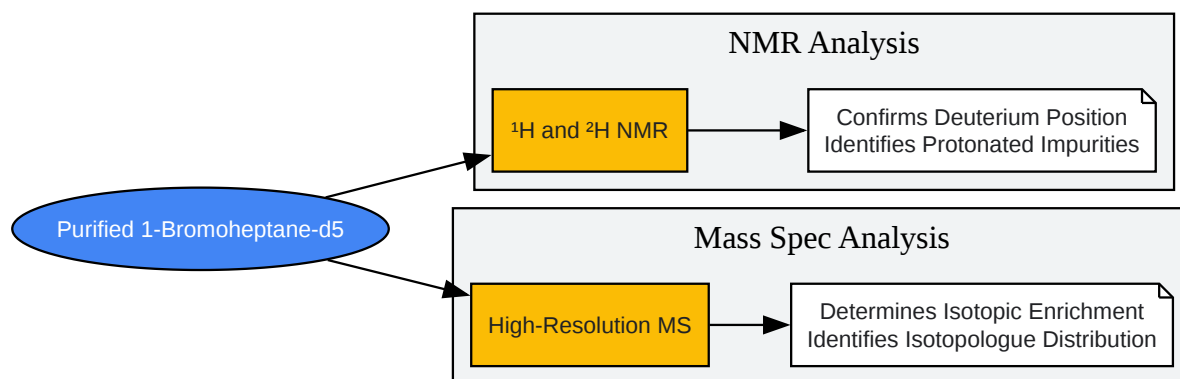 NMR Analysis
¹H and ²H NMR
Confirms Deuterium Position
Identifies Protonated Impurities
Purified 1-Bromoheptane-d5
Mass Spec Analysis
High-Resolution MS
Determines Isotopic Enrichment
Identifies Isotopologue Distribution